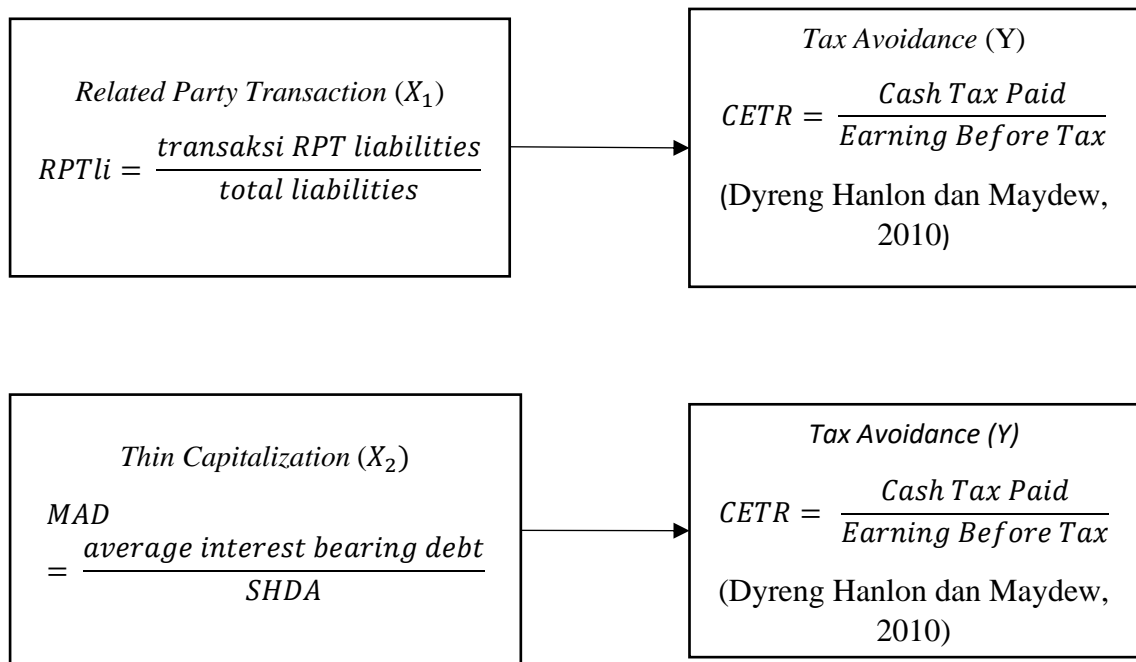 Related Party Transaction (X₁)
RPTli = transaksi RPT liabilities / total liabilities
Tax Avoidance (Y)
CETR = Cash Tax Paid / Earning Before Tax
(Dyreng Hanlon dan Maydew,
2010)
Thin Capitalization (X₂)
MAD
= average interest bearing debt / SHDA
Tax Avoidance (Y)
CETR = Cash Tax Paid / Earning Before Tax
(Dyreng Hanlon dan Maydew,
2010)